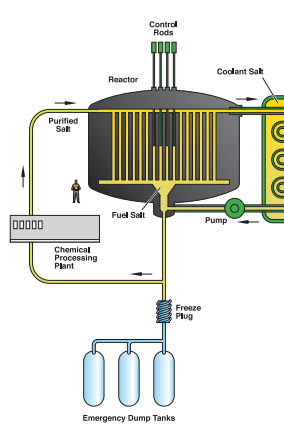 Control
Rods
Reactor
Coolant Salt
Purified
Salt
Fuel Salt
Pump
Chemical
Processing
Plant
Freeze
Plug
Emergency Dump Tanks